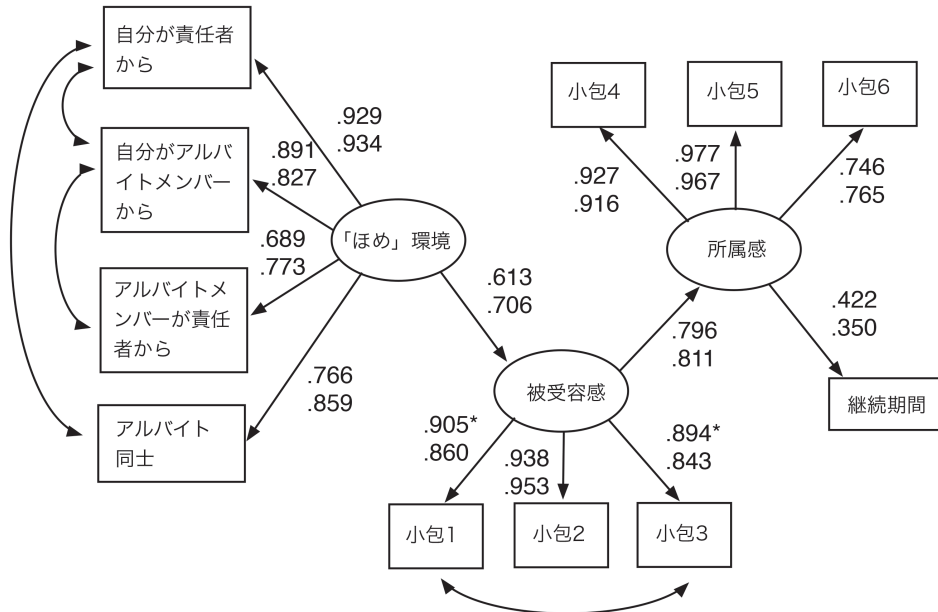 自分が責任者
から
自分がアルバ
イトメンバー
から
アルバイトメ
ンバーが責任
者から
アルバイト
同士
.929
.934
.891
.827
.689
.773
.766
.859
「ほめ」環境
.613
.706
被受容感
.905*
.860
.938
.953
.894*
.843
小包1
小包2
小包3
.796
.811
所属感
小包4
小包5
小包6
.927
.916
.977
.967
.746
.765
.422
.350
継続期間